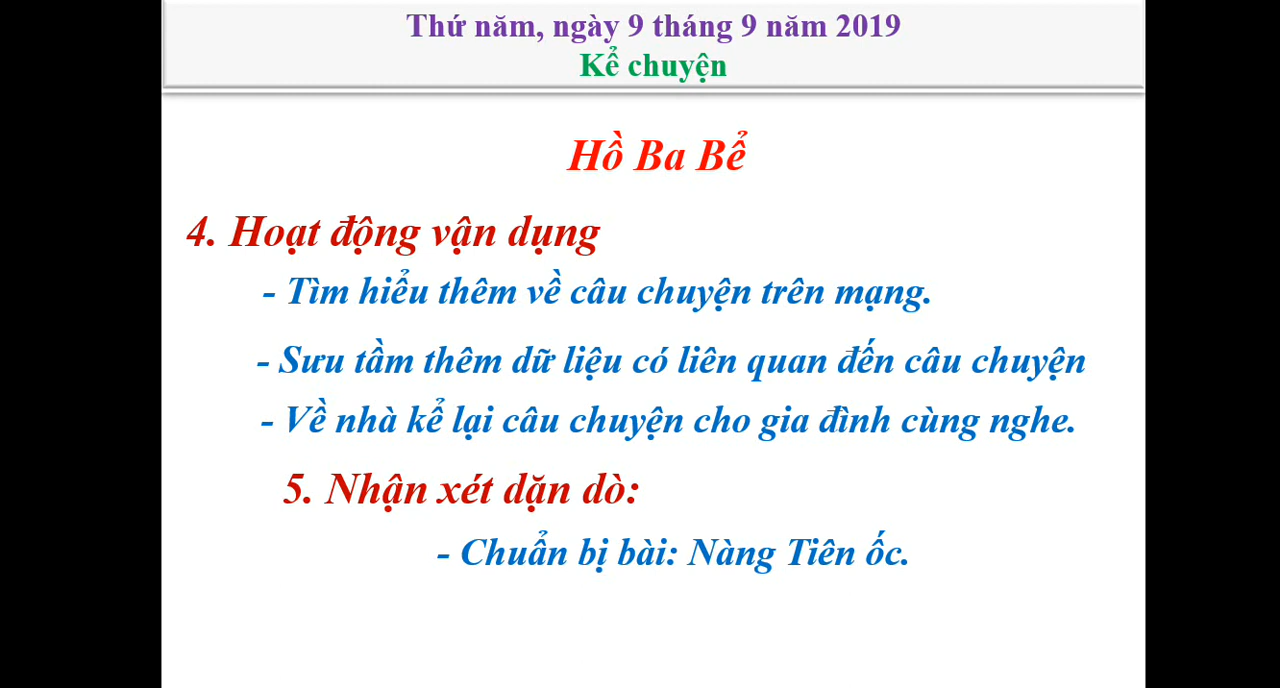 Thứ năm, ngày 9 tháng 9 năm 2019
Kể chuyện
Hồ Ba Bể
4. Hoạt động vận dụng
- Tìm hiểu thêm về câu chuyện trên mạng.
- Sưu tầm thêm dữ liệu có liên quan đến câu chuyện
- Về nhà kể lại câu chuyện cho gia đình cùng nghe.
5. Nhận xét dặn dò:
- Chuẩn bị bài: Nàng Tiên ốc.